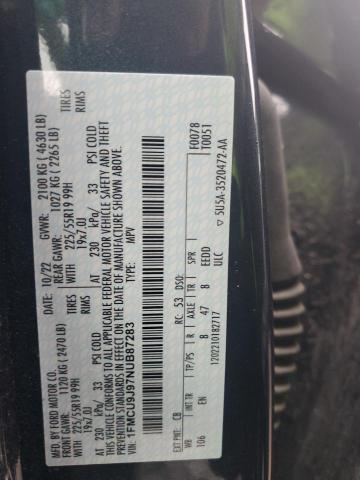 MFD. BY FORD MOTOR CO.
10/22 GVWR: 2100 KG ( 4630 LB)
FRONT GAWR: 1120 KG ( 2470 LB) REAR GAWR: 1027 KG ( 2265 LB)
225/55R19 99H 225/55R19 99H TIRES
19x7.0J RIMS 19x7.0J RIMS
AT 230 kPa/ 33 PSI COLD AT 230 kPa/ 33 PSI COLD
THIS VEHICLE CONFORMS TO ALL APPLICABLE FEDERAL MOTOR VEHICLE SAFETY AND THEFT
PREVENTION STANDARDS IN EFFECT ON THE DATE OF MANUFACTURE SHOWN ABOVE.
VIN: 1FMCU9J97NUB87283
TYPE: MPV
F0078
T0051
EXT PNT: CB RC: 53 DSO:
WB TP/PS R AXLE TR SPR
106 EN 8 47 8 EEDD
1202210182717 ULC
5U5A-3520472-AA